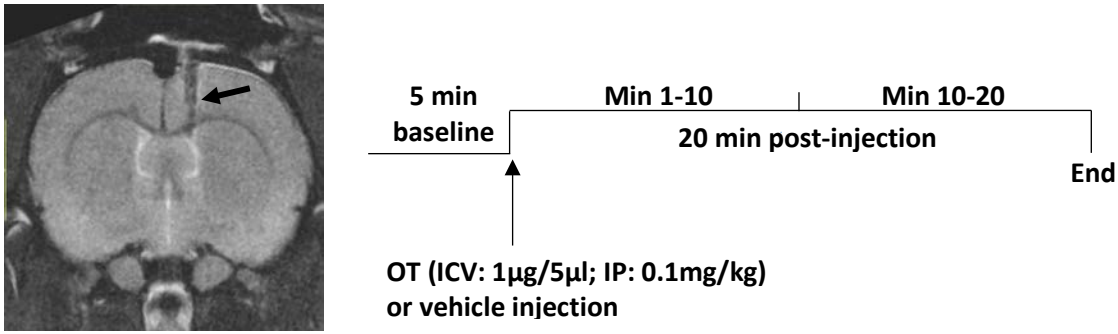 5 min
baseline
Min 1-10
Min 10-20
20 min post-injection
End
OT (ICV: 1µg/5µl; IP: 0.1mg/kg)
or vehicle injection